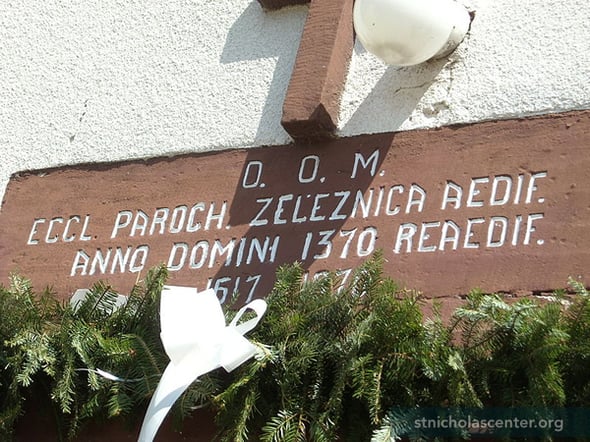 O. O. M.
ECCL. PAROCH. ZELEZNICA AEDIF.
ANNO DOMINI 1370 REAEDIF.
1617
stnicholascenter.org